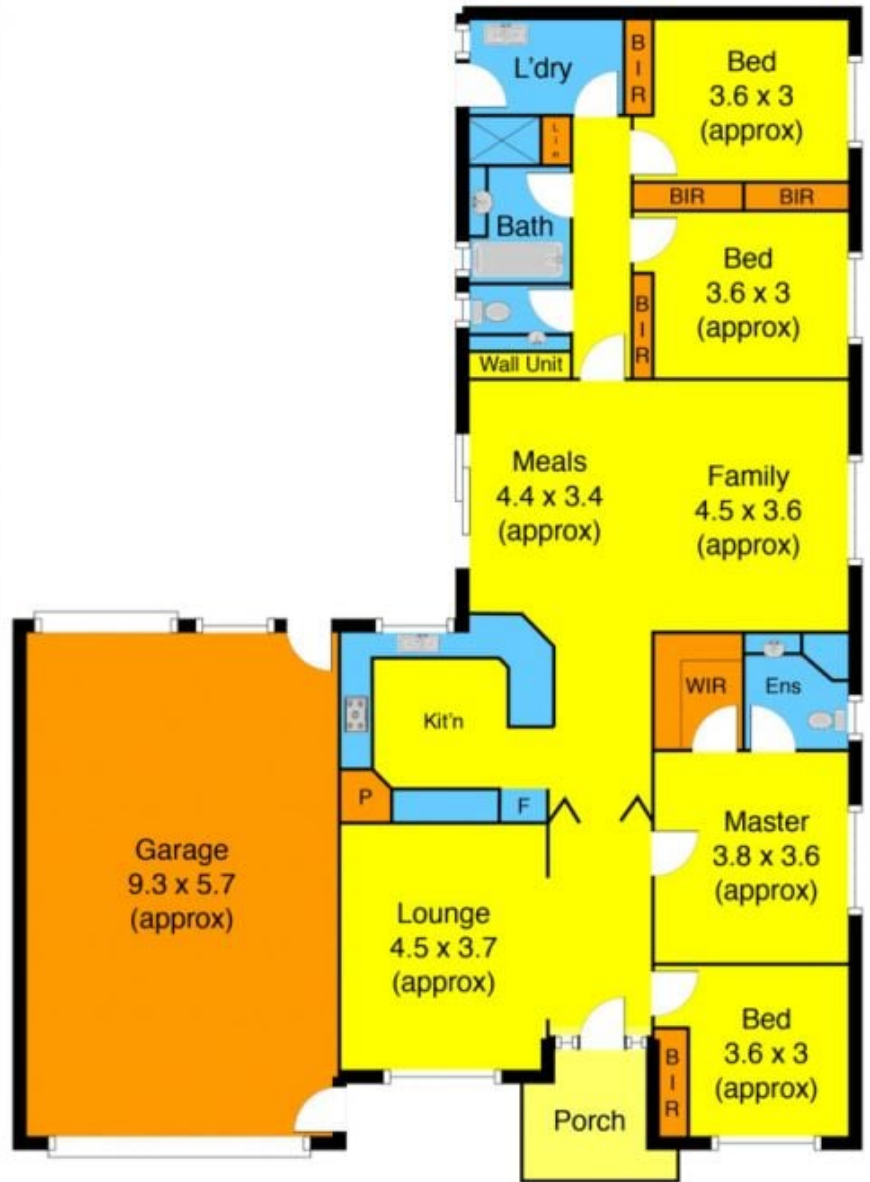 L'dry
B
I
R
Bed
3.6 x 3
(approx)
L
i
n
BIR
BIR
Bath
Bed
3.6 x 3
(approx)
B
I
R
Wall Unit
Meals
4.4 x 3.4
(approx)
Family
4.5 x 3.6
(approx)
WIR
Ens
Kit'n
P
F
Garage
9.3 x 5.7
(approx)
Lounge
4.5 x 3.7
(approx)
Master
3.8 x 3.6
(approx)
Bed
3.6 x 3
(approx)
B
I
R
Porch